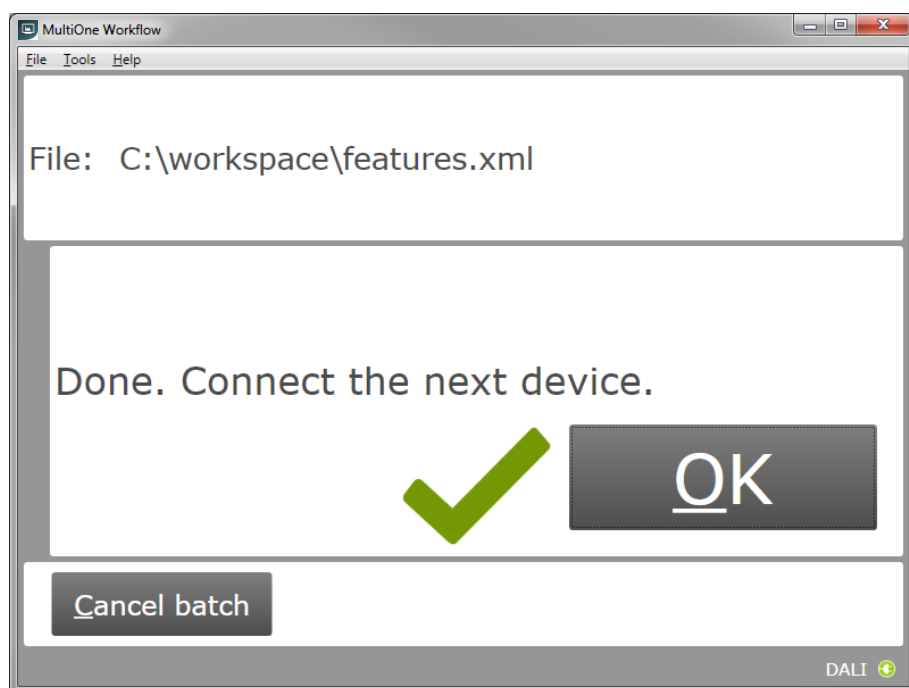 MultiOne Workflow
File Tools Help
File: C:\workspace\features.xml
Done. Connect the next device.
OK
Cancel batch
DALI